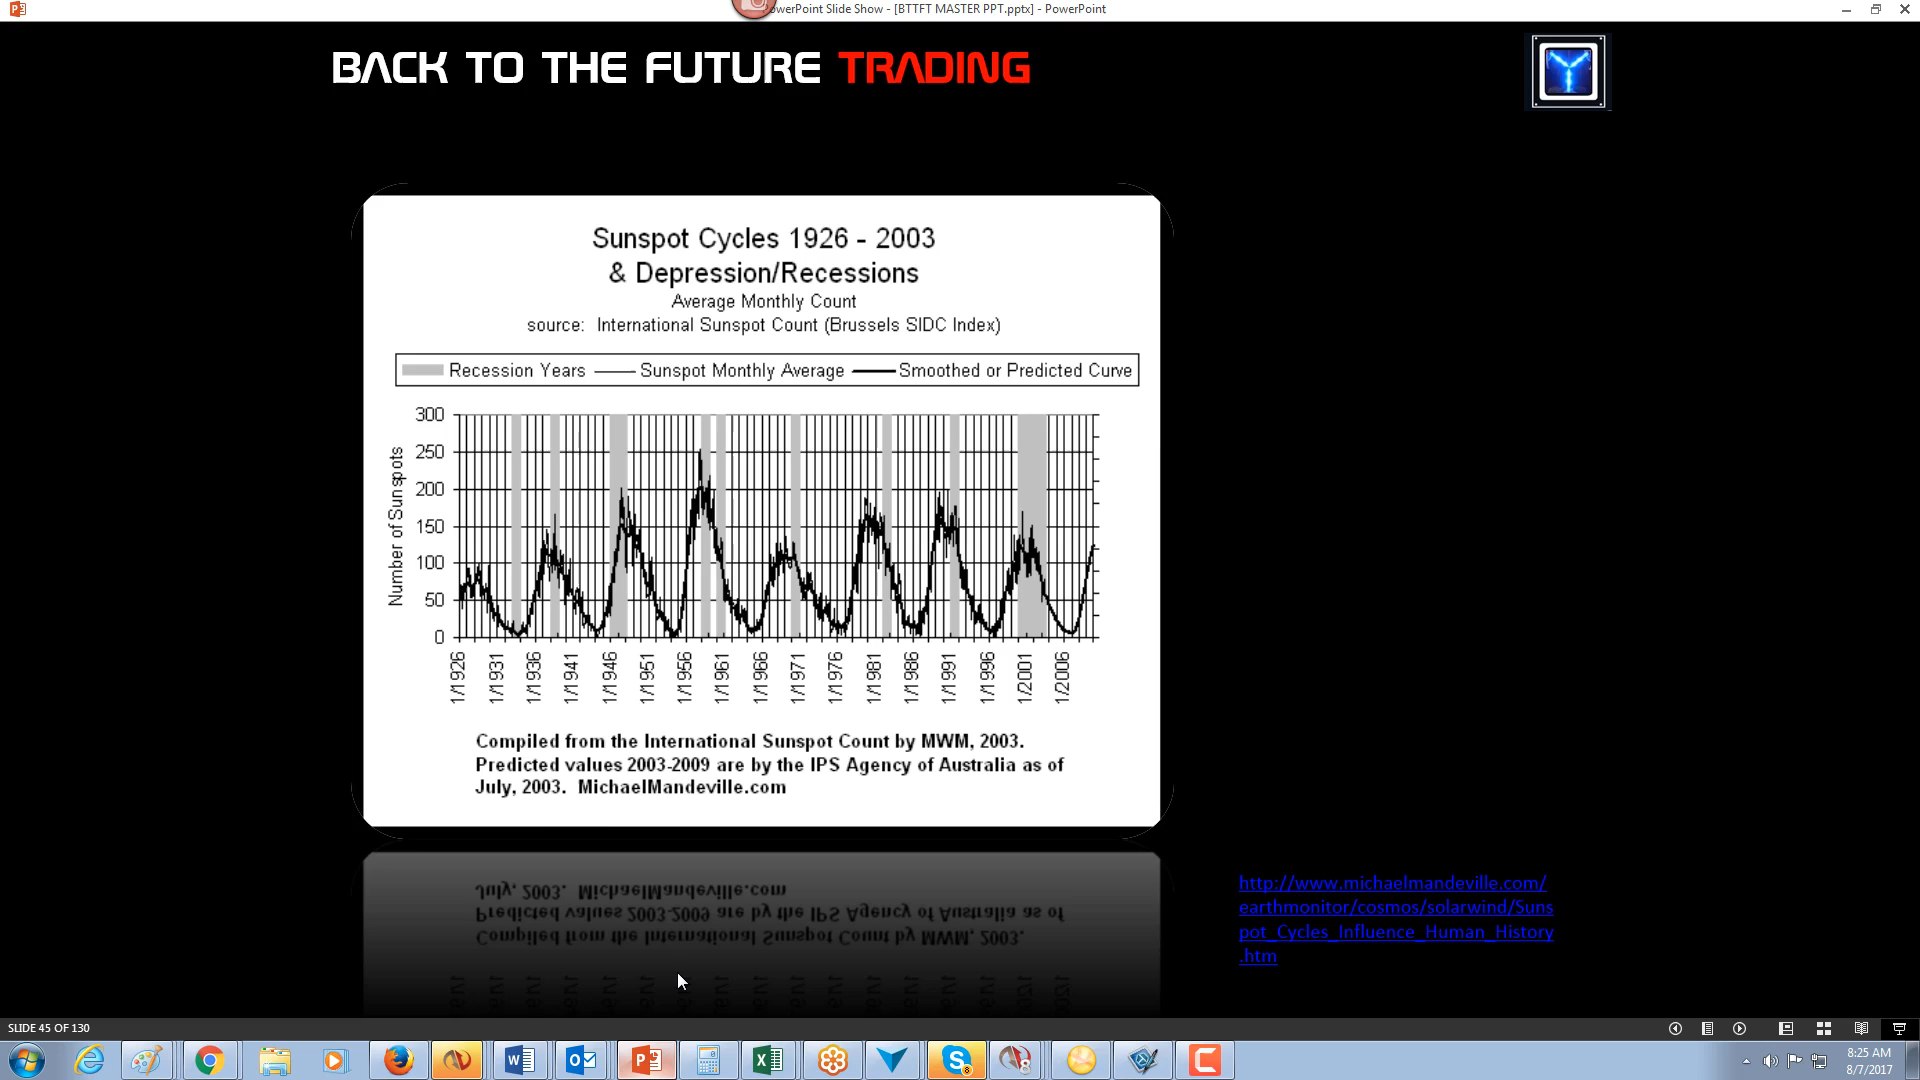 PowerPoint Slide Show - [BTTFT MASTER PPT.pptx] - PowerPoint
BACK TO THE FUTURE TRADING
Sunspot Cycles 1926 - 2003
& Depression/Recessions
Average Monthly Count
source: International Sunspot Count (Brussels SIDC Index)
Recession Years Sunspot Monthly Average Smoothed or Predicted Curve
300
250
200
150
100
50
0
Number of Sunspots
1/1926
1/1931
1/1936
1/1941
1/1946
1/1951
1/1956
1/1961
1/1966
1/1971
1/1976
1/1981
1/1986
1/1991
1/1996
1/2001
1/2006
Compiled from the International Sunspot Count by MWM, 2003.
Predicted values 2003-2009 are by the IPS Agency of Australia as of
July, 2003. MichaelMandeville.com
http://www.michaelmandeville.com/
earthmonitor/cosmos/solarwind/Suns
pot_Cycles_Influence_Human_History
.htm
SLIDE 45 OF 130
8:25 AM
8/7/2017